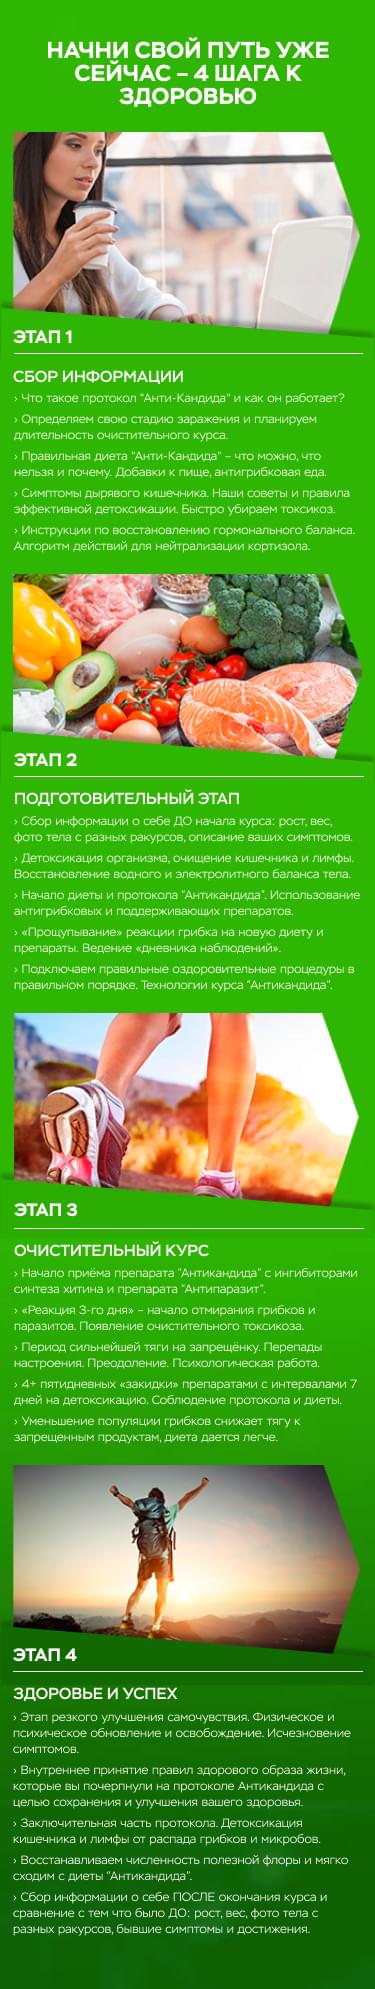 НАЧНИ СВОЙ ПУТЬ УЖЕ
СЕЙЧАС – 4 ШАГА К
ЗДОРОВЬЮ
ЭТАП 1
СБОР ИНФОРМАЦИИ
› Что такое протокол "Анти-Кандида" и как он работает?
› Определяем свою стадию заражения и планируем
длительность очистительного курса.
› Правильная диета "Анти-Кандида" – что можно, что
нельзя и почему. Добавки к пище, антигрибковая еда.
› Симптомы дырявого кишечника. Наши советы и правила
эффективной детоксикации. Быстро убираем токсикоз.
› Инструкции по восстановлению гормонального баланса.
Алгоритм действий для нейтрализации кортизола.
ЭТАП 2
ПОДГОТОВИТЕЛЬНЫЙ ЭТАП
› Сбор информации о себе ДО начала курса: рост, вес,
фото тела с разных ракурсов, описание ваших симптомов.
› Детоксикация организма, очищение кишечника и лимфы.
Восстановление водного и электролитного баланса тела.
› Начало диеты и протокола "Антикандида". Использование
антигрибковых и поддерживающих препаратов.
› «Прощупывание» реакции грибка на новую диету и
препараты. Ведение «дневника наблюдений».
› Подключаем правильные оздоровительные процедуры в
правильном порядке. Технологии курса "Антикандида".
ЭТАП 3
ОЧИСТИТЕЛЬНЫЙ КУРС
› Начало приёма препарата "Антикандида" с ингибиторами
синтеза хитина и препарата "Антипаразит".
› «Реакция 3-го дня» – начало отмирания грибков и
паразитов. Появление очистительного токсикоза.
› Период сильнейшей тяги на запрещёнку. Перепады
настроения. Преодоление. Психологическая работа.
› 4+ пятидневных «закидки» препаратами с интервалами 7
дней на детоксикацию. Соблюдение протокола и диеты.
› Уменьшение популяции грибков снижает тягу к
запрещенным продуктам, диета дается легче.
ЭТАП 4
ЗДОРОВЬЕ И УСПЕХ
› Этап резкого улучшения самочувствия. Физическое и
психическое обновление и освобождение. Исчезновение
симптомов.
› Внутреннее принятие правил здорового образа жизни,
которые вы почерпнули на протоколе Антикандида с
целью сохранения и улучшения вашего здоровья.
› Заключительная часть протокола. Детоксикация
кишечника и лимфы от распада грибков и микробов.
› Восстанавливаем численность полезной флоры и мягко
сходим с диеты "Антикандида".
› Сбор информации о себе ПОСЛЕ окончания курса и
сравнение с тем что было ДО: рост, вес, фото тела с
разных ракурсов, бывшие симптомы и достижения.